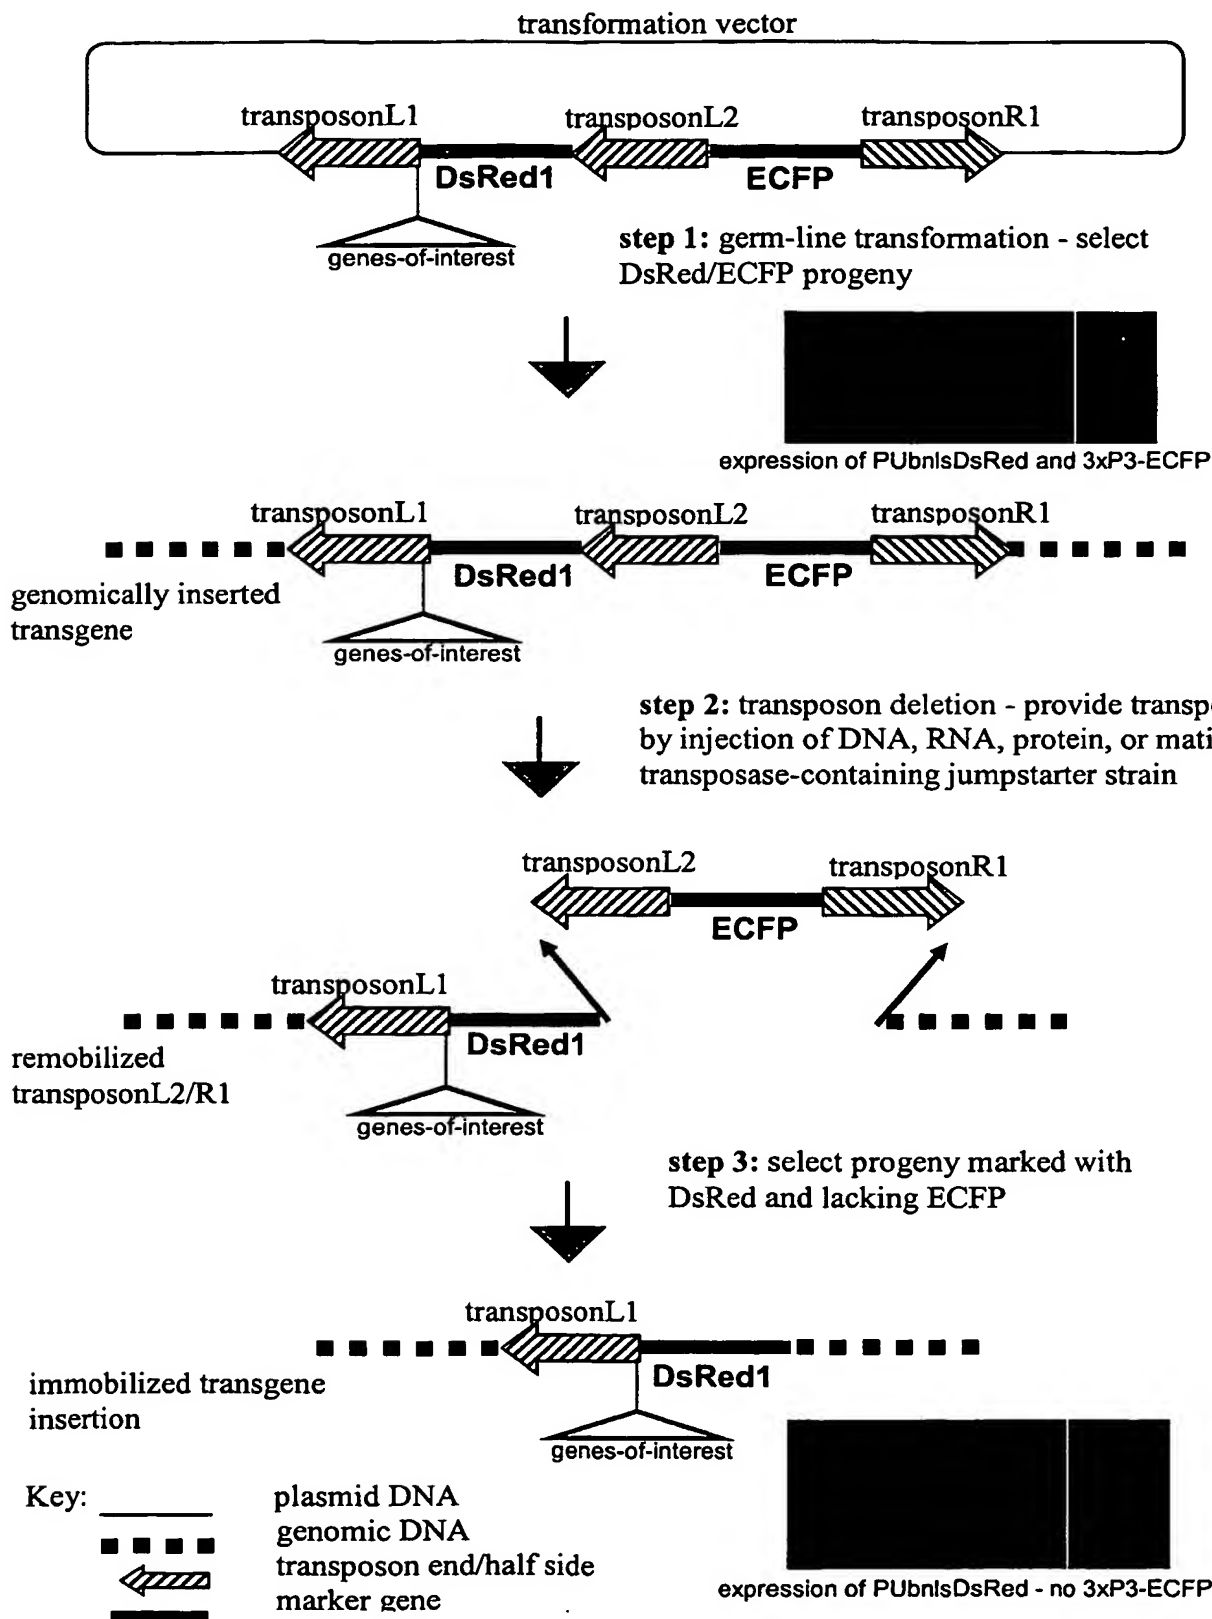 transformation vector
transposonL1
transposonL2
transposonR1
DsRed1
ECFP
genes-of-interest
step 1: germ-line transformation - select
DsRed/ECFP progeny
expression of PUbnlsDsRed and 3xP3-ECFP
transposonL1
transposonL2
transposonR1
DsRed1
ECFP
genomically inserted
transgene
genes-of-interest
step 2: transposon deletion - provide transp
by injection of DNA, RNA, protein, or mati
transposase-containing jumpstarter strain
transposonL2
transposonR1
ECFP
transposonL1
DsRed1
remobilized
transposonL2/R1
genes-of-interest
step 3: select progeny marked with
DsRed and lacking ECFP
transposonL1
DsRed1
immobilized transgene
insertion
genes-of-interest
Key:
plasmid DNA
genomic DNA
transposon end/half side
marker gene
expression of PUbnlsDsRed - no 3xP3-ECFP